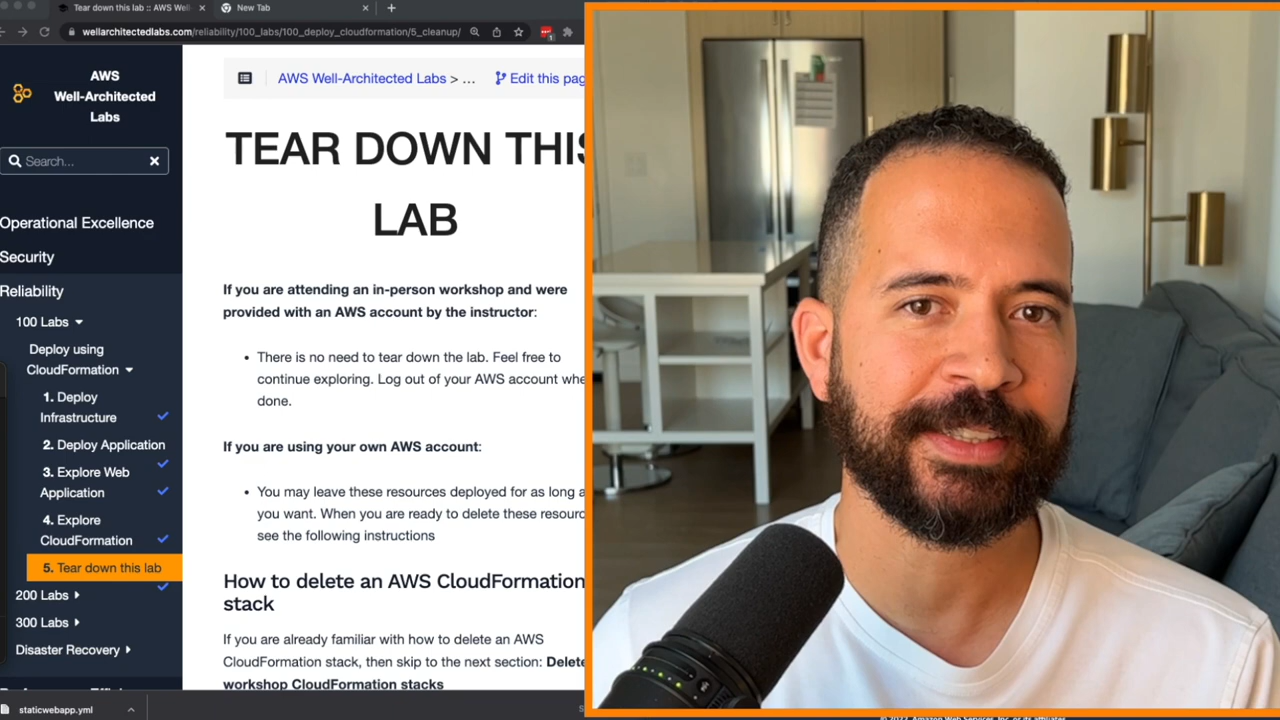 Tear down this lab :: AWS Well-
New Tab
wellarchitectedlabs.com/reliability/100_labs/100_deploy_cloudformation/5_cleanup/
AWS
Well-Architected
Labs
Search...
Operational Excellence
Security
Reliability
100 Labs
Deploy using
CloudFormation
1. Deploy
Infrastructure
2. Deploy Application
3. Explore Web
Application
4. Explore
CloudFormation
5. Tear down this lab
200 Labs
300 Labs
Disaster Recovery
staticwebapp.yml
AWS Well-Architected Labs > ...
Edit this pag
TEAR DOWN THIS
LAB
If you are attending an in-person workshop and were
provided with an AWS account by the instructor:
• There is no need to tear down the lab. Feel free to
continue exploring. Log out of your AWS account whe
done.
If you are using your own AWS account:
• You may leave these resources deployed for as long a
you want. When you are ready to delete these resourc
see the following instructions
How to delete an AWS CloudFormation
stack
If you are already familiar with how to delete an AWS
CloudFormation stack, then skip to the next section: Delete
workshop CloudFormation stacks